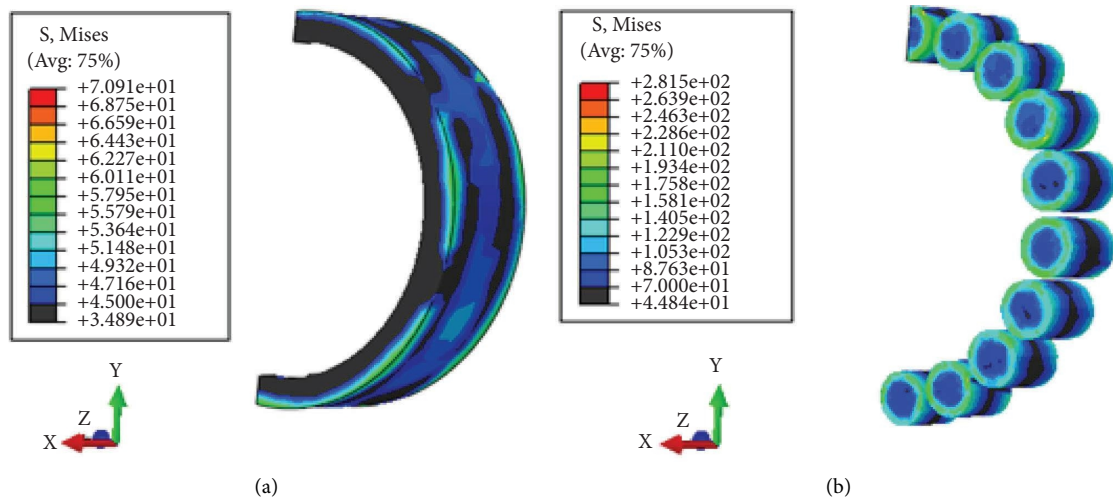 S, Mises
(Avg: 75%)
+7.091e+01
+6.875e+01
+6.659e+01
+6.443e+01
+6.227e+01
+6.011e+01
+5.795e+01
+5.579e+01
+5.364e+01
+5.148e+01
+4.932e+01
+4.716e+01
+4.500e+01
+3.489e+01
Y
Z
X
(a)
S, Mises
(Avg: 75%)
+2.815e+02
+2.639e+02
+2.463e+02
+2.286e+02
+2.110e+02
+1.934e+02
+1.758e+02
+1.581e+02
+1.405e+02
+1.229e+02
+1.053e+02
+8.763e+01
+7.000e+01
+4.484e+01
Y
Z
X
(b)